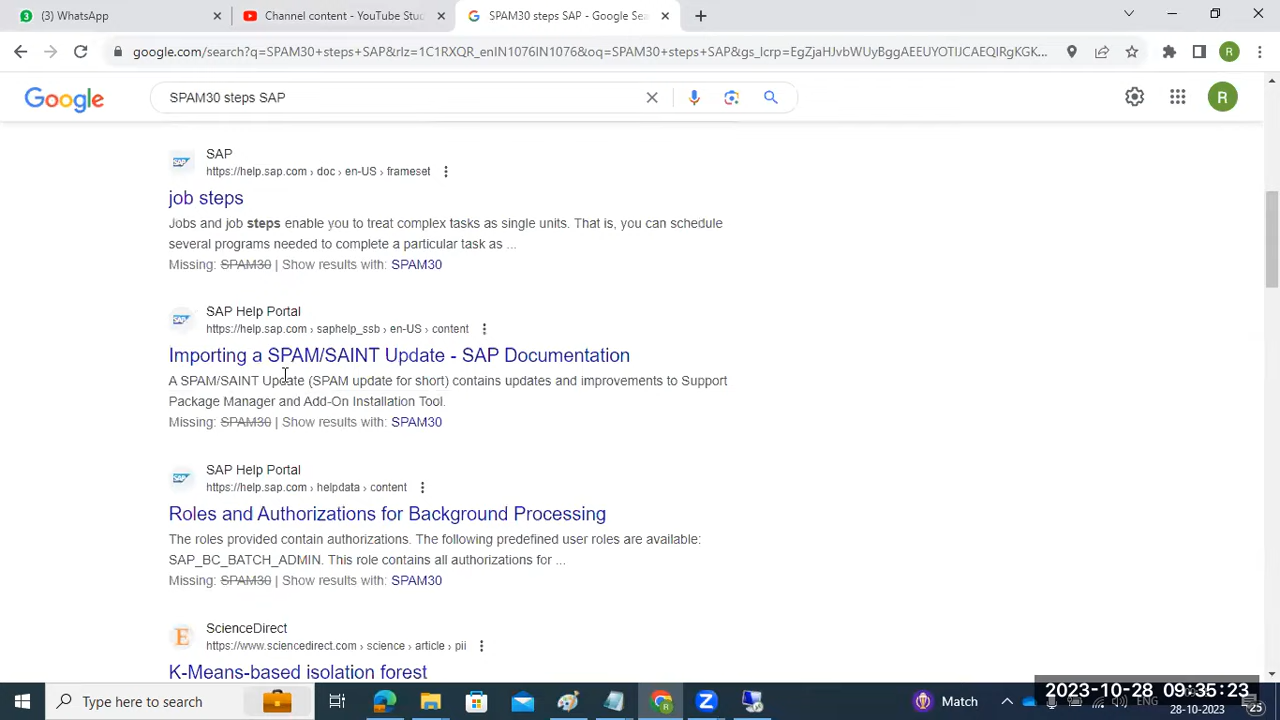 (3) WhatsApp
Channel content - YouTube Stu
SPAM30 steps SAP - Google Sea
google.com/search?q=SPAM30+steps+SAP&rlz=1C1RXQR_enIN1076IN1076&oq=SPAM30+steps+SAP&gs_lcrp=EgZjaHJvbWUyBggAEEUYOTIJCAEQIRgKGK...
R
Google
SPAM30 steps SAP
R
SAP
https://help.sap.com › doc › en-US › frameset
job steps
Jobs and job steps enable you to treat complex tasks as single units. That is, you can schedule
several programs needed to complete a particular task as ...
Missing: SPAM30 | Show results with: SPAM30
SAP Help Portal
https://help.sap.com › saphelp_ssb › en-US › content
Importing a SPAM/SAINT Update - SAP Documentation
A SPAM/SAINT Update (SPAM update for short) contains updates and improvements to Support
Package Manager and Add-On Installation Tool.
Missing: SPAM30 | Show results with: SPAM30
SAP Help Portal
https://help.sap.com › helpdata › content
Roles and Authorizations for Background Processing
The roles provided contain authorizations. The following predefined user roles are available:
SAP_BC_BATCH_ADMIN. This role contains all authorizations for ...
Missing: SPAM30 | Show results with: SPAM30
ScienceDirect
https://www.sciencedirect.com › science › article › pii
K-Means-based isolation forest
Type here to search
Match
2023-10-28 09:35:23
ENG
28-10-2023
25